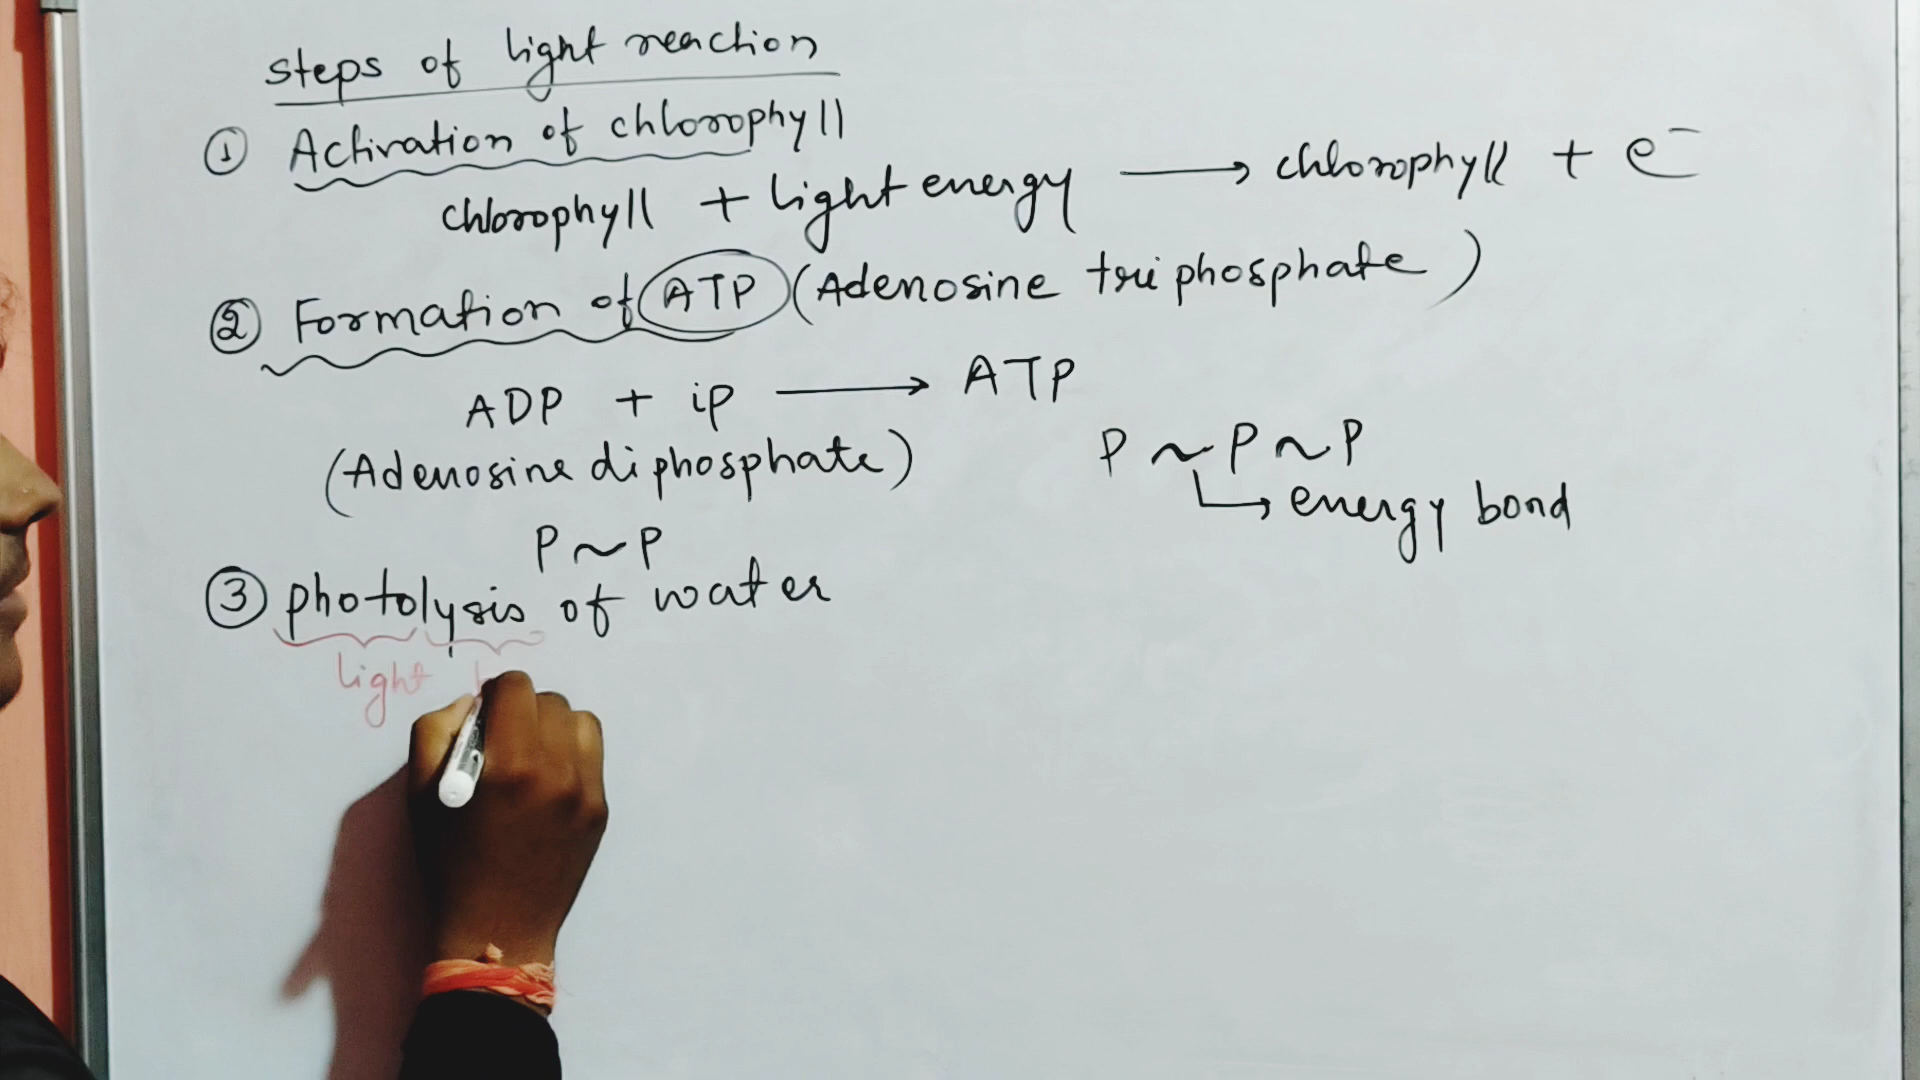 steps of light reaction
① Activation of chlorophyll
chlorophyll + light energy ⟶ chlorophyll + e⁻
② Formation of ATP (Adenosine triphosphate)
ADP + ip ⟶ ATP
(Adenosine diphosphate)
P ~ P ~ P
↳ energy bond
P ~ P
③ photolysis of water
light